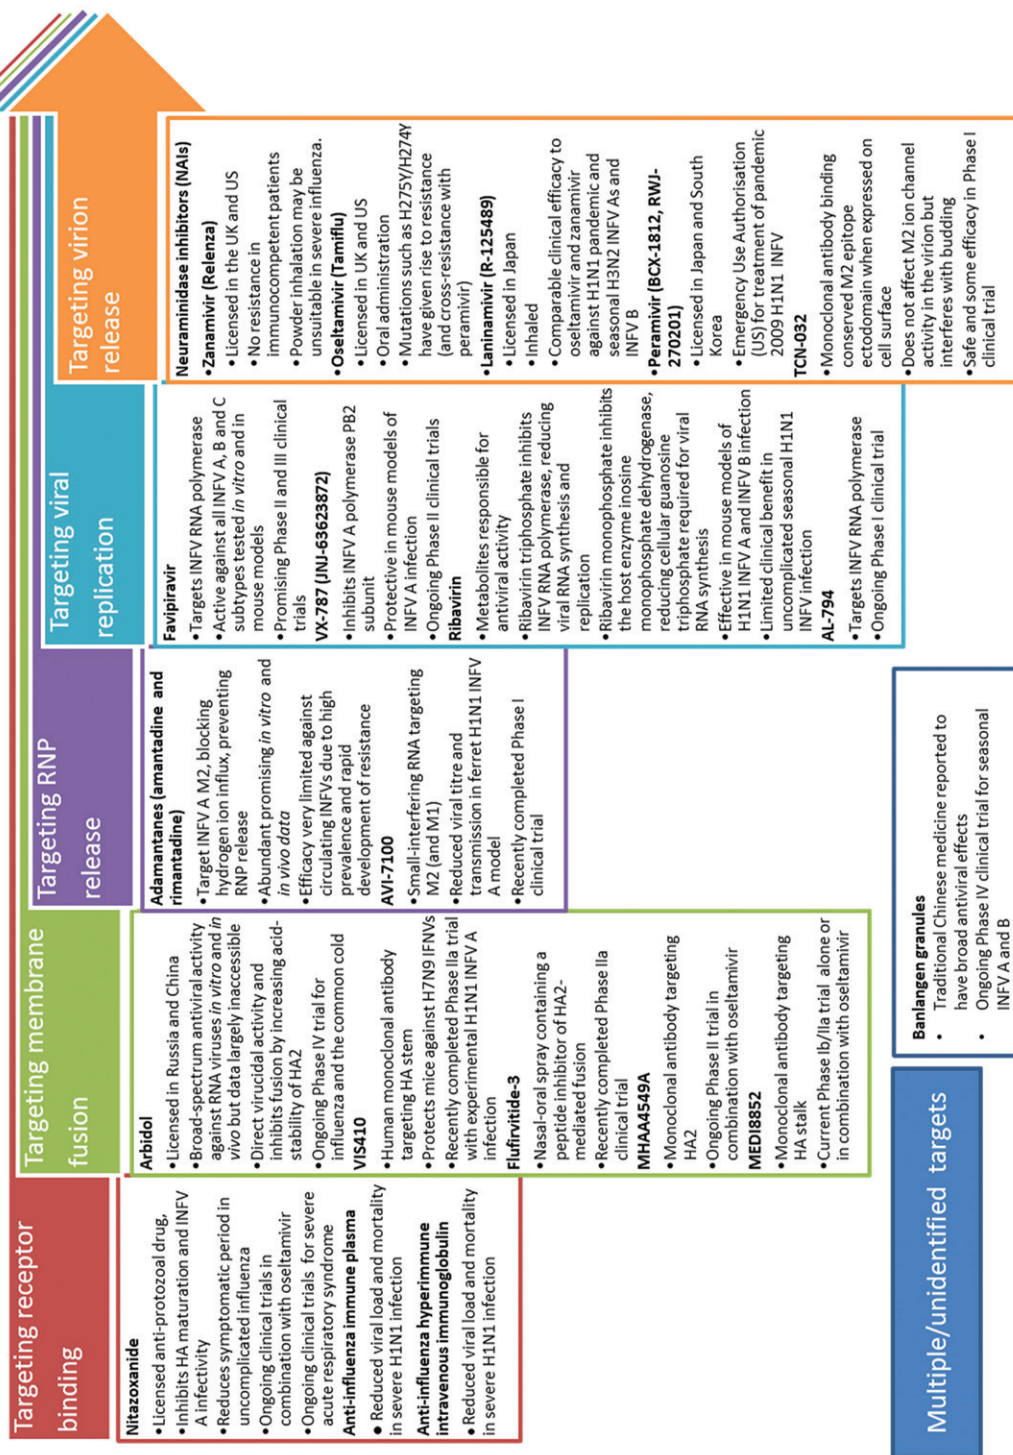 Targeting receptor
binding
Nitazoxanide
•Licensed anti-protozoal drug,
•Inhibits HA maturation and INFV
A infectivity
•Reduces symptomatic period in
uncomplicated influenza
•Ongoing clinical trials in
combination with oseltamivir
•Ongoing clinical trials for severe
acute respiratory syndrome
Anti-influenza immune plasma
• Reduced viral load and mortality
in severe H1N1 infection
Anti-influenza hyperimmune
intravenous immunoglobulin
•Reduced viral load and mortality
in severe H1N1 infection
Targeting membrane
fusion
Arbidol
•Licensed in Russia and China
•Broad-spectrum antiviral activity
against RNA viruses in vitro and in
vivo but data largely inaccessible
•Direct virucidal activity and
inhibits fusion by increasing acid-
stability of HA2
•Ongoing Phase IV trial for
influenza and the common cold
VIS410
•Human monoclonal antibody
targeting HA stem
•Protects mice against H7N9 IFNVs
•Recently completed Phase IIa trial
with experimental H1N1 INFV A
infection
Flufirvitide-3
•Nasal-oral spray containing a
peptide inhibitor of HA2-
mediated fusion
•Recently completed Phase IIa
clinical trial
MHAA4549A
•Monoclonal antibody targeting
HA2
•Ongoing Phase II trial in
combination with oseltamivir
MEDI8852
•Monoclonal antibody targeting
HA stalk
•Current Phase Ib/IIa trial alone or
in combination with oseltamivir
Targeting RNP
release
Adamantanes (amantadine and
rimantadine)
•Target INFV A M2, blocking
hydrogen ion influx, preventing
RNP release
•Abundant promising in vitro and
in vivo data
•Efficacy very limited against
circulating INFVs due to high
prevalence and rapid
development of resistance
AVI-7100
•Small-interfering RNA targeting
M2 (and M1)
•Reduced viral titre and
transmission in ferret H1N1 INFV
A model
•Recently completed Phase I
clinical trial
Targeting viral
replication
Favipiravir
•Targets INFV RNA polymerase
•Active against all INFV A, B and C
subtypes tested in vitro and in
mouse models
•Promising Phase II and III clinical
trials
VX-787 (JNJ-63623872)
•Inhibits INFV A polymerase PB2
subunit
•Protective in mouse models of
INFV A infection
•Ongoing Phase II clinical trials
Ribavirin
•Metabolites responsible for
antiviral activity
•Ribavirin triphosphate inhibits
INFV RNA polymerase, reducing
viral RNA synthesis and
replication
•Ribavirin monophosphate inhibits
the host enzyme inosine
monophosphate dehydrogenase,
reducing cellular guanosine
triphosphate required for viral
RNA synthesis
•Effective in mouse models of
H1N1 INFV A and INFV B infection
•Limited clinical benefit in
uncomplicated seasonal H1N1
INFV infection
AL-794
•Targets INFV RNA polymerase
•Ongoing Phase I clinical trial
Targeting virion
release
Neuraminidase inhibitors (NAIs)
•Zanamivir (Relenza)
•Licensed in the UK and US
•No resistance in
immunocompetent patients
•Powder inhalation may be
unsuitable in severe influenza.
•Oseltamivir (Tamiflu)
•Licensed in UK and US
•Oral administration
•Mutations such as H275Y/H274Y
have given rise to resistance
(and cross-resistance with
peramivir)
•Laninamivir (R-125489)
•Licensed in Japan
•Inhaled
•Comparable clinical efficacy to
oseltamivir and zanamivir
against H1N1 pandemic and
seasonal H3N2 INFV As and
INFV B
•Peramivir (BCX-1812, RWJ-
270201)
•Licensed in Japan and South
Korea
•Emergency Use Authorisation
(US) for treatment of pandemic
2009 H1N1 INFV
TCN-032
•Monoclonal antibody binding
conserved M2 epitope
ectodomain when expressed on
cell surface
•Does not affect M2 ion channel
activity in the virion but
interferes with budding
•Safe and some efficacy in Phase I
clinical trial
Multiple/unidentified targets
Banlangen granules
• Traditional Chinese medicine reported to
have broad antiviral effects
• Ongoing Phase IV clinical trial for seasonal
INFV A and B